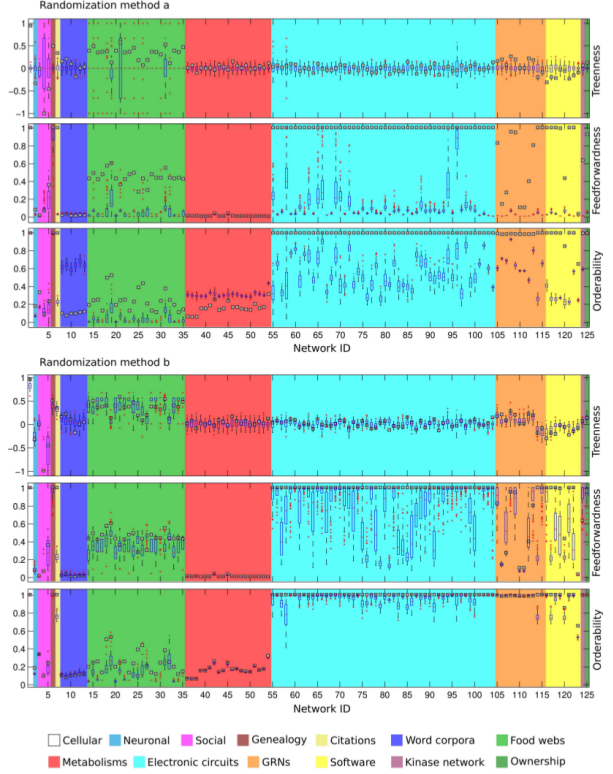 Randomization method a
1
0.5
0
−0.5
−1
Treenness
1
0.8
0.6
0.4
0.2
0
Feedforwardness
1
0.8
0.6
0.4
0.2
0
Orderability
5 10 15 20 25 30 35 40 45 50 55 60 65 70 75 80 85 90 95 100 105 110 115 120 125
Network ID
Randomization method b
1
0.5
0
−0.5
−1
Treenness
1
0.8
0.6
0.4
0.2
0
Feedforwardness
1
0.8
0.6
0.4
0.2
0
Orderability
5 10 15 20 25 30 35 40 45 50 55 60 65 70 75 80 85 90 95 100 105 110 115 120 125
Network ID
Cellular Neuronal Social Genealogy Citations Word corpora Food webs
Metabolisms Electronic circuits GRNs Software Kinase network Ownership